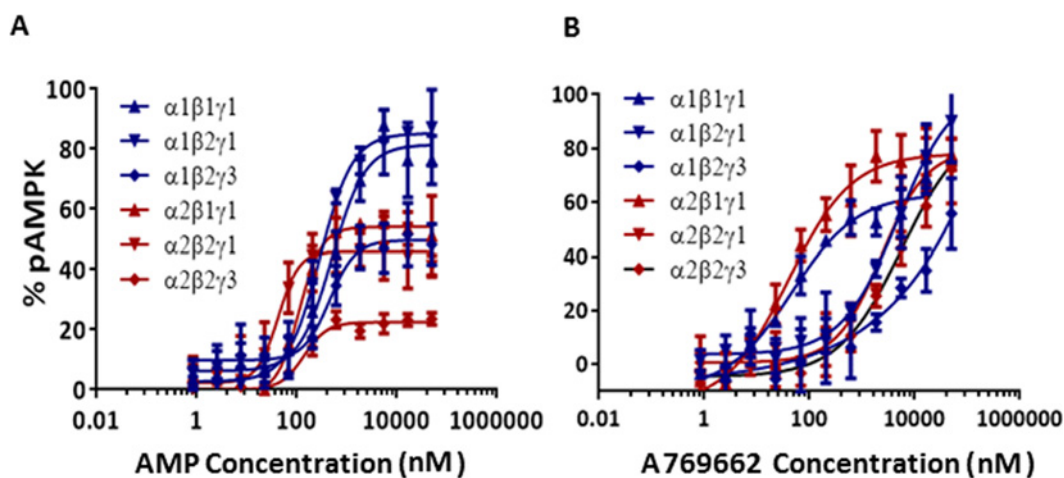 A
B
% pAMPK
100
80
60
40
20
0
α1β1γ1
α1β2γ1
α1β2γ3
α2β1γ1
α2β2γ1
α2β2γ3
0.01 1 100 10000 1000000
AMP Concentration (nM)
100
80
60
40
20
0
α1β1γ1
α1β2γ1
α1β2γ3
α2β1γ1
α2β2γ1
α2β2γ3
0.01 1 100 10000 1000000
A769662 Concentration (nM)